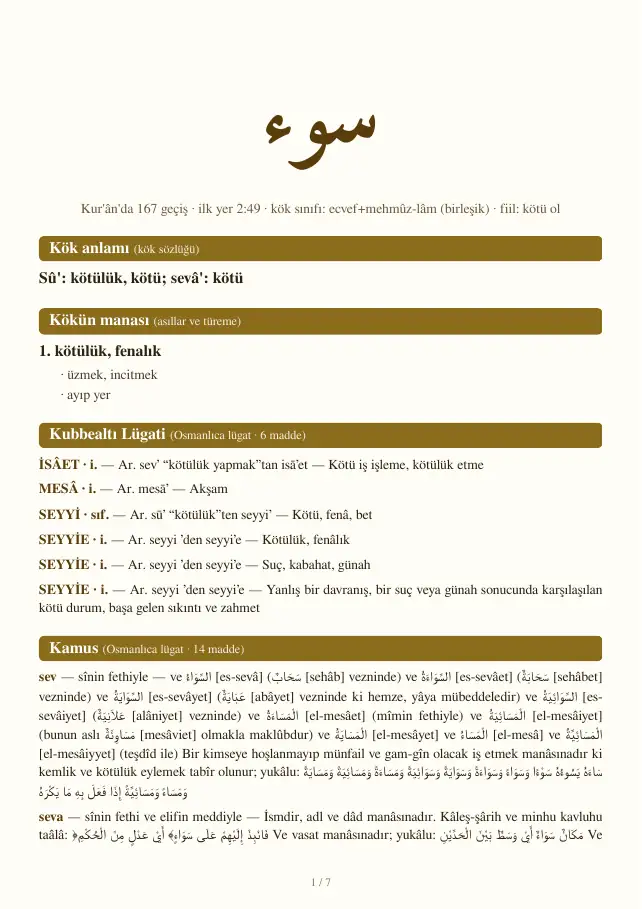 سوء
Kur'ân'da 167 geçiş · ilk yer 2:49 · kök sınıfı: ecvef+mehmûz-lâm (birleşik) · fiil: kötü ol
Kök anlamı (kök sözlüğü)
Sû': kötülük, kötü; sevâ': kötü
Kökün manası (asıllar ve türeme)
1. kötülük, fenalık
· üzmek, incitmek
· ayıp yer
Kubbealtı Lügati (Osmanlıca lügat · 6 madde)
İSÂET · i. — Ar. sev' “kötülük yapmak”tan isā'et — Kötü iş işleme, kötülük etme
MESÂ · i. — Ar. mesā' — Akşam
SEYYİ · sıf. — Ar. sū' “kötülük”ten seyyi' — Kötü, fenâ, bet
SEYYİE · i. — Ar. seyyi 'den seyyi'e — Kötülük, fenâlık
SEYYİE · i. — Ar. seyyi 'den seyyi'e — Suç, kabahat, günah
SEYYİE · i. — Ar. seyyi 'den seyyi'e — Yanlış bir davranış, bir suç veya günah sonucunda karşılaşılan
kötü durum, başa gelen sıkıntı ve zahmet
Kamus (Osmanlıca lügat · 14 madde)
sev — sînin fethiyle — ve السَّوَاءُ [es-sevâ] (سَحَابٌ [sehâb] vezninde) ve السَّوَاءَةُ [es-sevâet] (سَحَابَةٌ [sehâbet]
vezninde) ve السَّوَايَةُ [es-sevâyet] (عَبَايَةٌ [abâyet] vezninde ki hemze, yâya mübeddeledir) ve السَّوَائِيَةُ [es-
sevâiyet] (عَلَانِيَةٌ [alâniyet] vezninde) ve الْمَسَاءَةُ [el-mesâet] (mîmin fethiyle) ve الْمَسَائِيَةُ [el-mesâiyet]
(bunun aslı مَسَاوِئَةٌ [mesâviet] olmakla maklûbdur) ve الْمَسَايَةُ [el-mesâyet] ve الْمَسَاءُ [el-mesâ] ve الْمَسَائِيَّةُ
[el-mesâiyyet] (teşdîd ile) Bir kimseye hoşlanmayıp münfail ve gam-gîn olacak iş etmek manâsınadır ki
kemlik ve kötülük eylemek tabîr olunur; yukâlu: سَاءَهُ يَسُوءُهُ سَوْءًا وَسَوَاءً وَسَوَاءَةً وَسَوَايَةً وَسَوَائِيَةً وَمَسَاءَةً وَمَسَائِيَةً وَمَسَايَةً
وَمَسَاءً وَمَسَائِيَّةً إِذَا فَعَلَ بِهِ مَا يَكْرَهُ
seva — sînin fethi ve elifin meddiyle — İsmdir, adl ve dâd manâsınadır. Kâleş-şârih ve minhu kavluhu
taâlâ: ﴿فَانْبِذْ إِلَيْهِمْ عَلَى سَوَاءٍ﴾ أَيْ عَدْلٍ مِنَ الْحُكْمِ Ve vasat manâsınadır; yukâlu: مَكَانٌ سَوَاءٌ أَيْ وَسَطٌ بَيْنَ الْحَدَّيْنِ Ve
1 / 7